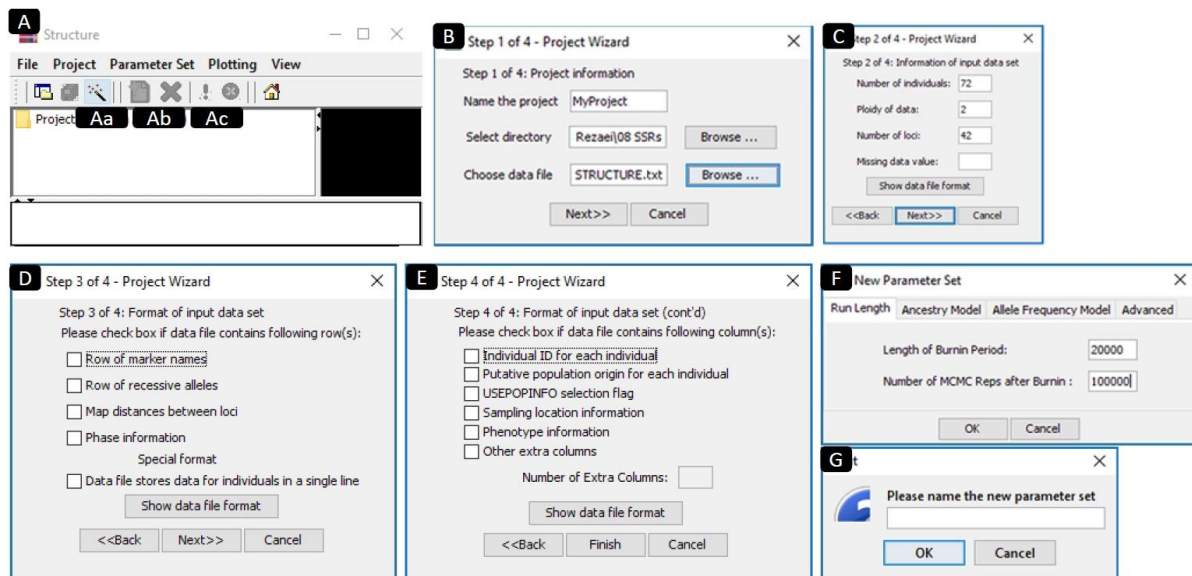 A
Structure
File Project Parameter Set Plotting View
Project
Aa Ab Ac
B
Step 1 of 4 - Project Wizard
Step 1 of 4: Project information
Name the project MyProject
Select directory Rezaei\08 SSRs Browse ...
Choose data file STRUCTURE.txt Browse ...
Next>> Cancel
C
Step 2 of 4 - Project Wizard
Step 2 of 4: Information of input data set
Number of individuals: 72
Ploidy of data: 2
Number of loci: 42
Missing data value:
Show data file format
<<Back Next>> Cancel
D
Step 3 of 4 - Project Wizard
Step 3 of 4: Format of input data set
Please check box if data file contains following row(s):
Row of marker names
Row of recessive alleles
Map distances between loci
Phase information
Special format
Data file stores data for individuals in a single line
Show data file format
<<Back Next>> Cancel
E
Step 4 of 4 - Project Wizard
Step 4 of 4: Format of input data set (cont'd)
Please check box if data file contains following column(s):
Individual ID for each individual
Putative population origin for each individual
USEPOPINFO selection flag
Sampling location information
Phenotype information
Other extra columns
Number of Extra Columns:
Show data file format
<<Back Finish Cancel
F
New Parameter Set
Run Length Ancestry Model Allele Frequency Model Advanced
Length of Burnin Period: 20000
Number of MCMC Reps after Burnin : 100000
OK Cancel
G
t
Please name the new parameter set
OK Cancel